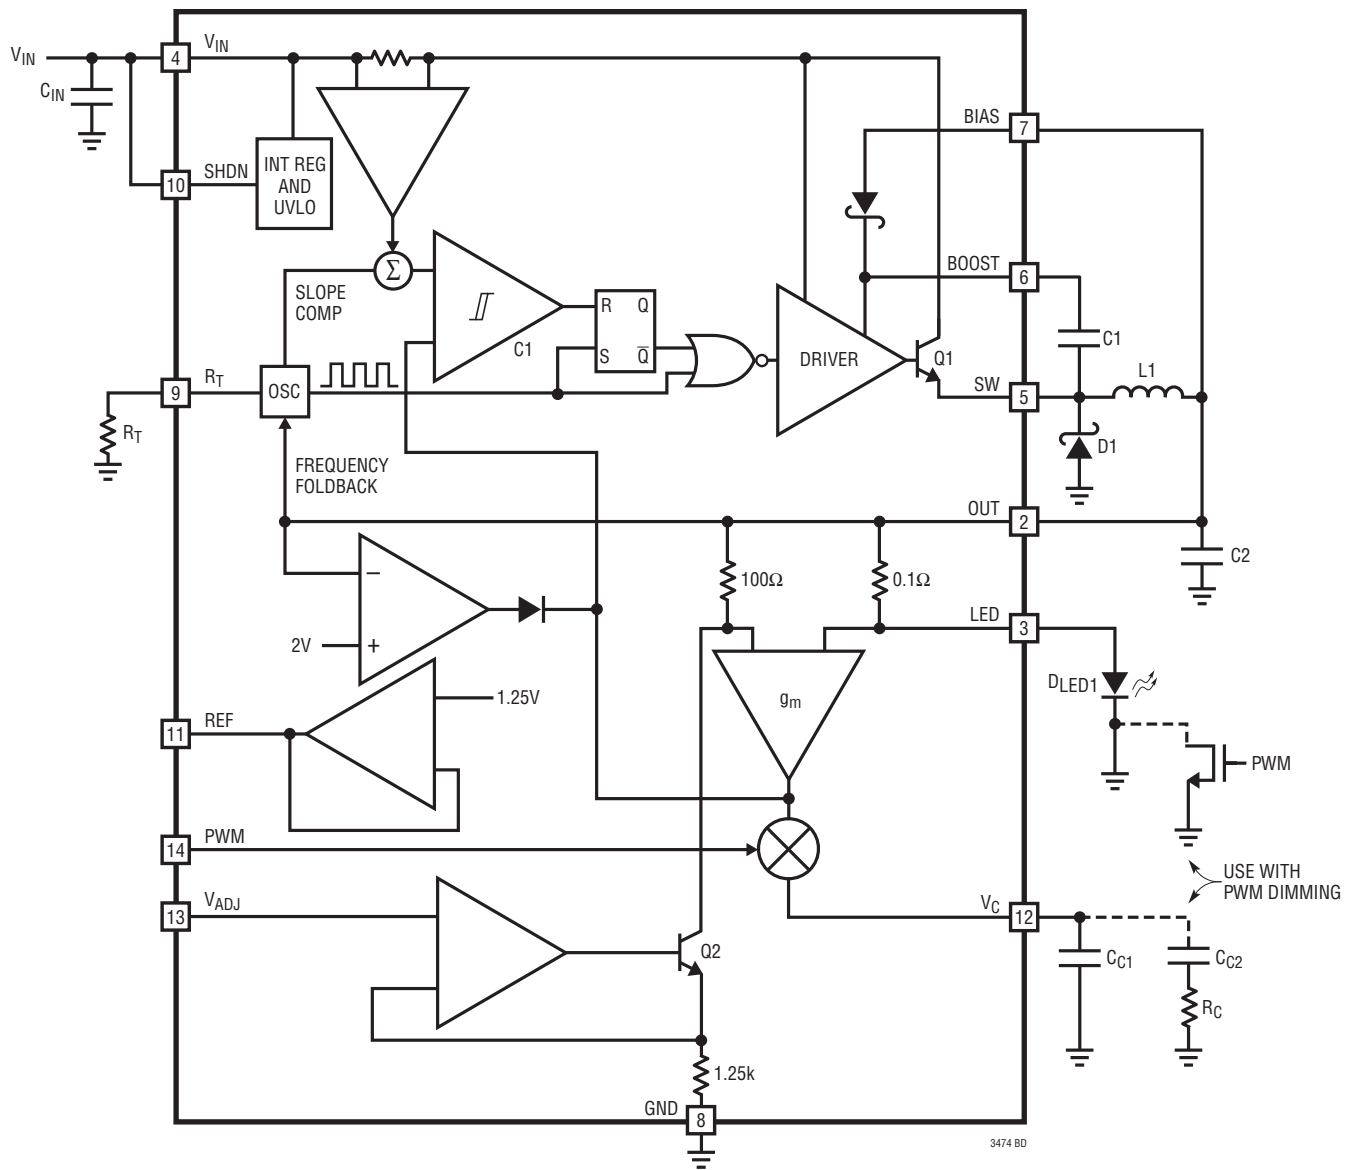 VIN
4
VIN
CIN
10
SHDN
INT REG
AND
UVLO
BIAS
7
Σ
SLOPE
COMP
C1
R Q
S Q̅
DRIVER
Q1
BOOST
6
C1
L1
SW
5
D1
9
RT
OSC
RT
FREQUENCY
FOLDBACK
OUT
2
C2
100Ω
0.1Ω
LED
3
−
2V
+
DLED1
gm
1.25V
11
REF
PWM
14
PWM
USE WITH
PWM DIMMING
13
VADJ
VC
12
Q2
CC1
CC2
RC
1.25k
GND
8
3474 BD